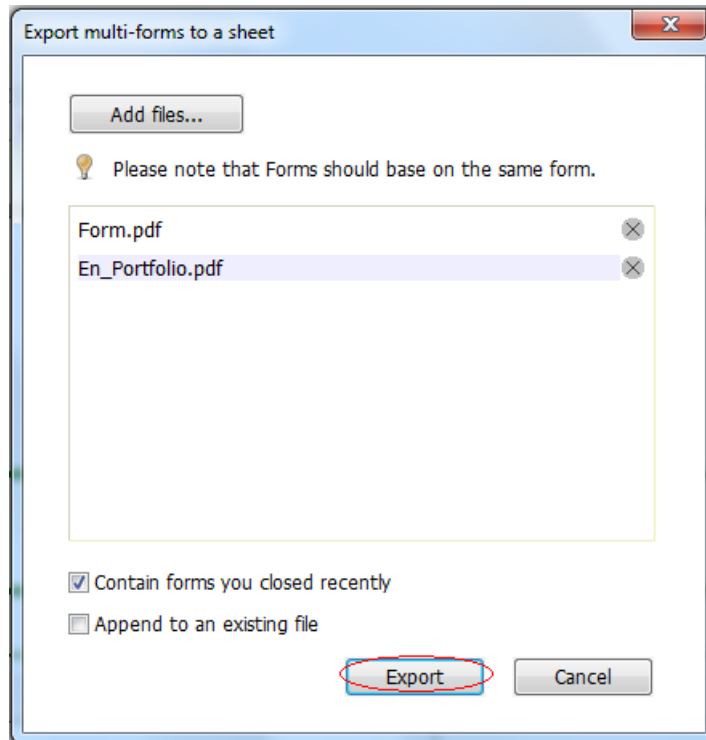 Export multi-forms to a sheet
Add files...
Please note that Forms should base on the same form.
Form.pdf
En_Portfolio.pdf
Contain forms you closed recently
Append to an existing file
Export Cancel